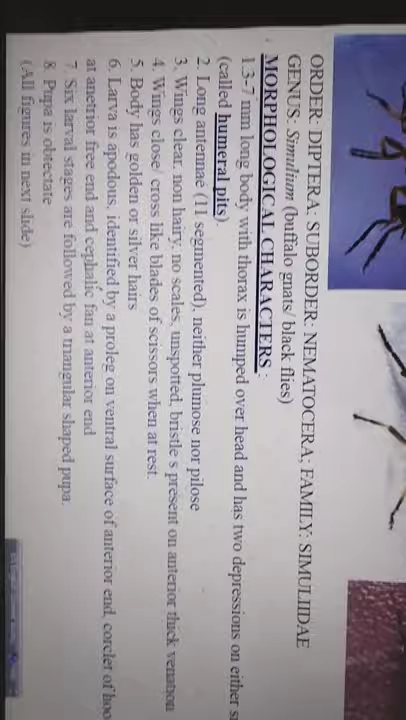 ORDER: DIPTERA: SUBORDER: NEMATOCERA; FAMILY: SIMULIIDAE
GENUS: Simulium (buffalo gnats/ black flies)
MORPHOLOGICAL CHARACTERS :
1.3-7 mm long body with thorax is humped over head and has two depressions on either
(called humeral pits).
2. Long antennae (11 segmented), neither plumose nor pilose
3. Wings clear, non hairy, no scales, unspotted, bristle s present on anterior thick venation
4. Wings close/ cross like blades of scissors when at rest.
5. Body has golden or silver hairs
6. Larva is apodous, identified by a proleg on ventral surface of anterior end, corclet of
at anetrior free end and cephalic fan at anterior end
7. Six larval stages are followed by a triangular shaped pupa.
8. Pupa is obtectate
(All figures in next slide)